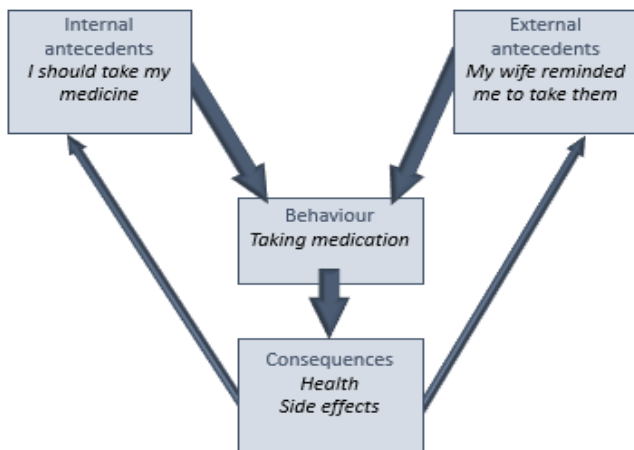 Internal
antecedents
I should take my
medicine
External
antecedents
My wife reminded
me to take them
Behaviour
Taking medication
Consequences
Health
Side effects